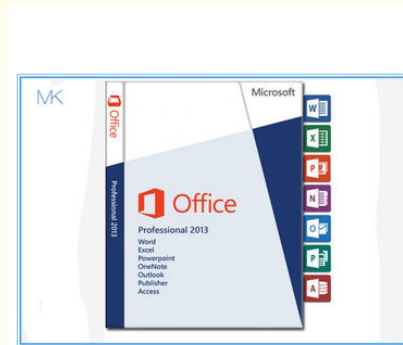 MK
Microsoft
Office
Professional 2013
Office
Professional 2013
Word
Excel
Powerpoint
OneNote
Outlook
Publisher
Access
W
X
P
N
O
P
A